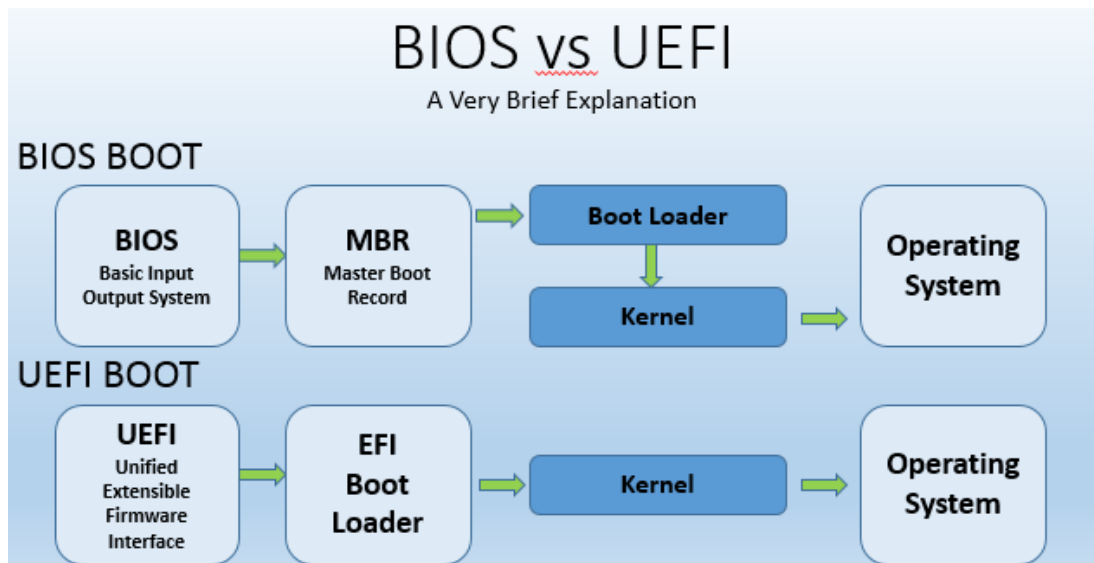 BIOS vs UEFI
A Very Brief Explanation
BIOS BOOT
BIOS
Basic Input
Output System
MBR
Master Boot
Record
Boot Loader
Kernel
Operating
System
UEFI BOOT
UEFI
Unified
Extensible
Firmware
Interface
EFI
Boot
Loader
Kernel
Operating
System